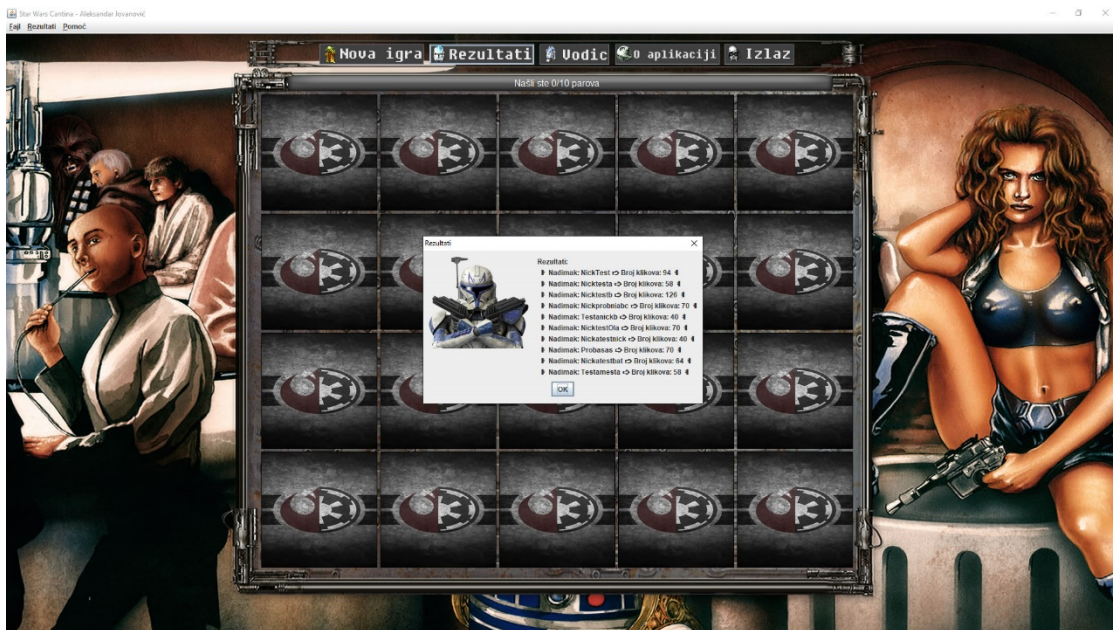 Star Wars Cantina - Aleksandar Jovanović
Fajl Rezultati Pomoć
Nova igra Rezultati Vodic O aplikaciji Izlaz
Našli ste 0/10 parova
Rezultati
Rezultati:
Nadimak: NickTest => Broj klikova: 94
Nadimak: Nicktesta => Broj klikova: 58
Nadimak: Nicktestb => Broj klikova: 126
Nadimak: Nickprobniabc => Broj klikova: 70
Nadimak: Testanickb => Broj klikova: 40
Nadimak: NicktestOla => Broj klikova: 70
Nadimak: Nickatestnick => Broj klikova: 40
Nadimak: Probasas => Broj klikova: 70
Nadimak: Nickatestbat => Broj klikova: 64
Nadimak: Testamesta => Broj klikova: 58
OK